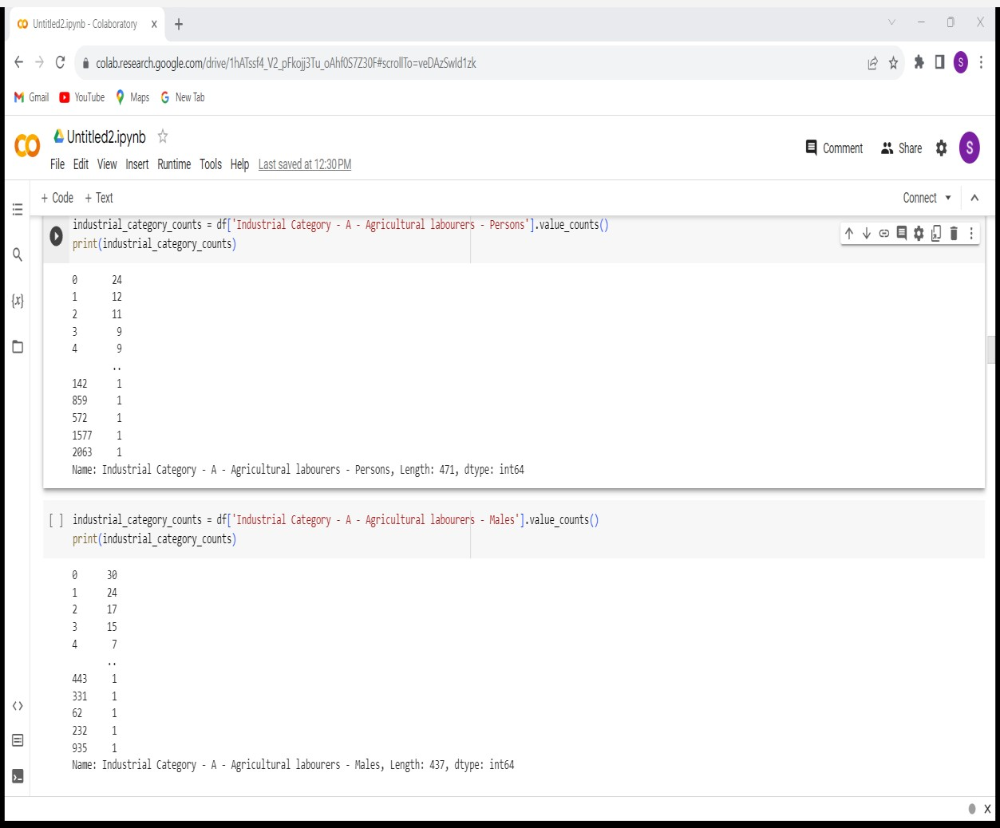 Untitled2.ipynb - Colaboratory
colab.research.google.com/drive/1hATssf4_V2_pFkojj3Tu_oAhf0S7Z30F#scrollTo=veDAzSwId1zk
S
Gmail YouTube Maps New Tab
Untitled2.ipynb
Comment Share S
File Edit View Insert Runtime Tools Help Last saved at 12:30 PM
+ Code + Text Connect
industrial_category_counts = df['Industrial Category - A - Agricultural labourers - Persons'].value_counts()
print(industrial_category_counts)
0 24
1 12
2 11
3 9
4 9
..
142 1
859 1
572 1
1577 1
2063 1
Name: Industrial Category - A - Agricultural labourers - Persons, Length: 471, dtype: int64
[ ] industrial_category_counts = df['Industrial Category - A - Agricultural labourers - Males'].value_counts()
print(industrial_category_counts)
0 30
1 24
2 17
3 15
4 7
..
443 1
331 1
62 1
232 1
935 1
Name: Industrial Category - A - Agricultural labourers - Males, Length: 437, dtype: int64